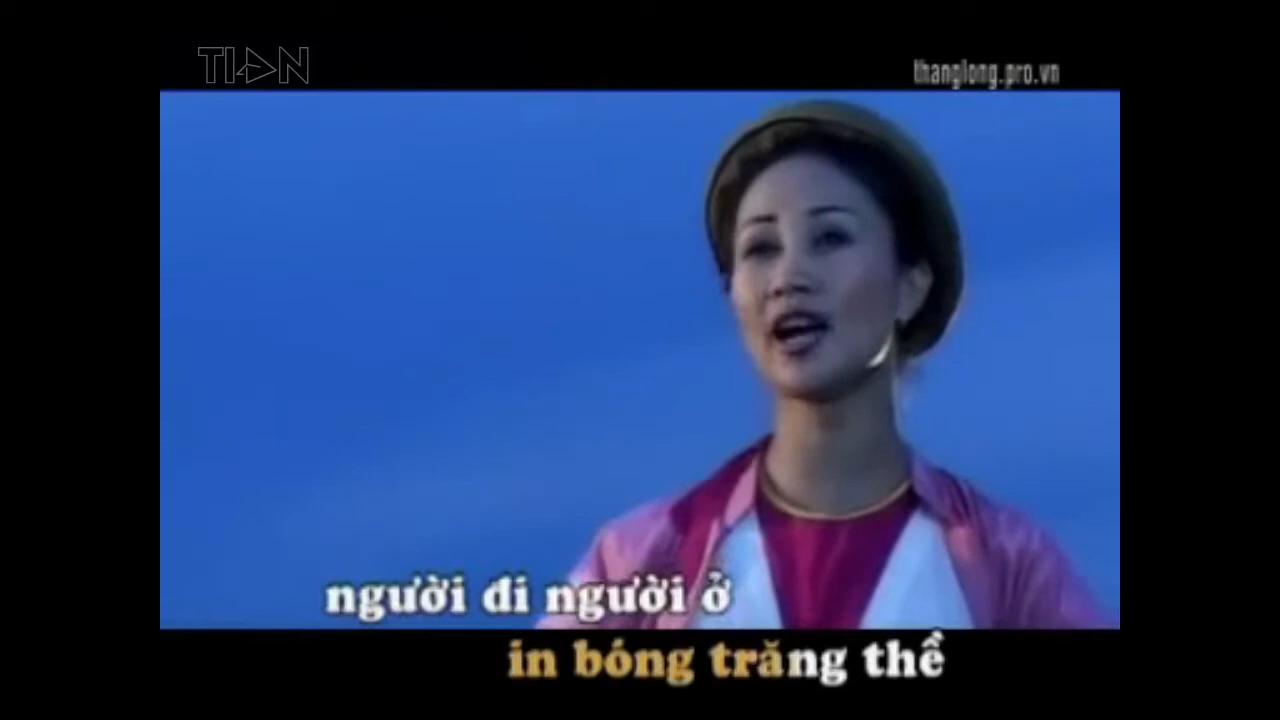 TIAN
thanglong.pro.vn
người đi người ở
in bóng trăng thề